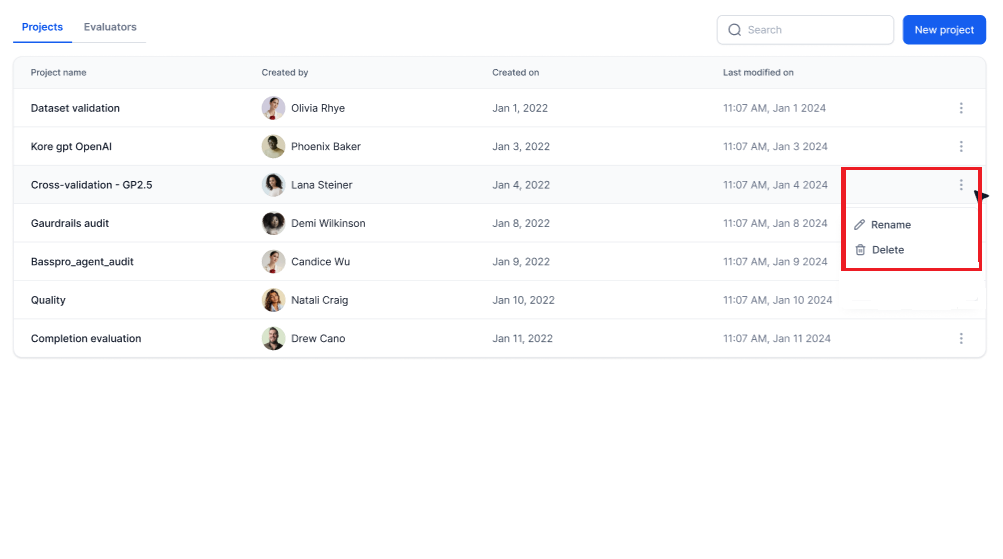 Projects Evaluators Search New project
Project name Created by Created on Last modified on
Dataset validation Olivia Rhye Jan 1, 2022 11:07 AM, Jan 1 2024
Kore gpt OpenAI Phoenix Baker Jan 3, 2022 11:07 AM, Jan 3 2024
Cross-validation - GP2.5 Lana Steiner Jan 4, 2022 11:07 AM, Jan 4 2024
Gaurdrails audit Demi Wilkinson Jan 8, 2022 11:07 AM, Jan 8 2024
Rename
Delete
Basspro_agent_audit Candice Wu Jan 9, 2022 11:07 AM, Jan 9 2024
Quality Natali Craig Jan 10, 2022 11:07 AM, Jan 10 2024
Completion evaluation Drew Cano Jan 11, 2022 11:07 AM, Jan 11 2024